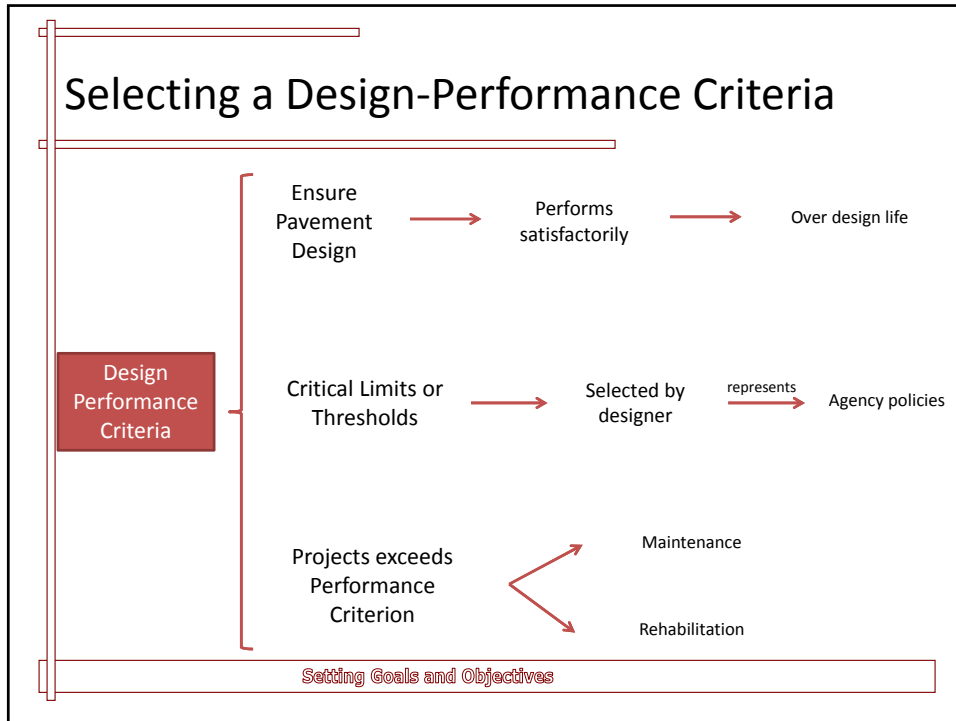 Selecting a Design-Performance Criteria
Ensure
Pavement
Design
Performs
satisfactorily
Over design life
Design
Performance
Criteria
Critical Limits or
Thresholds
Selected by
designer
represents
Agency policies
Projects exceeds
Performance
Criterion
Maintenance
Rehabilitation
Setting Goals and Objectives